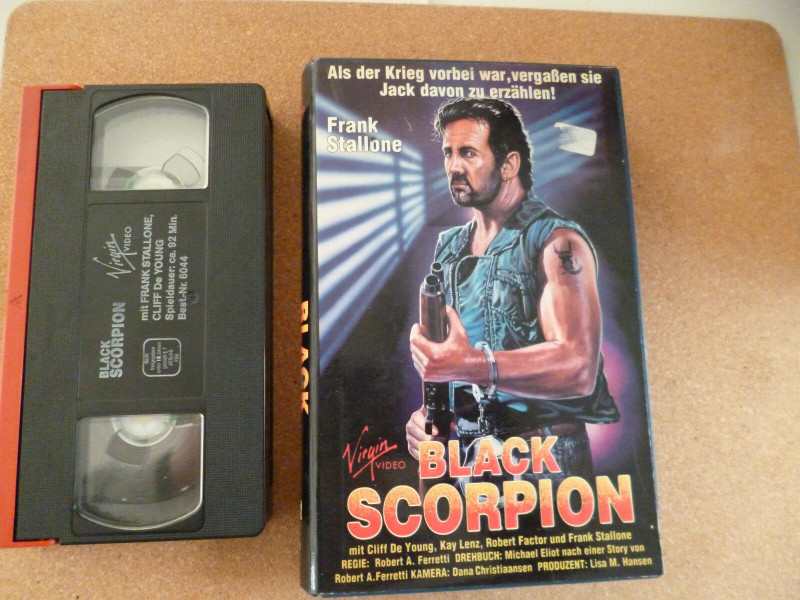 Als der Krieg vorbei war,vergaßen sie
Jack davon zu erzählen!
Frank
Stallone
Virgin
VIDEO
BLACK
SCORPION
mit Cliff De Young, Kay Lenz, Robert Factor und Frank Stallone
REGIE: Robert A. Ferretti DREHBUCH: Michael Eliot nach einer Story von
Robert A.Ferretti KAMERA: Dana Christiaansen PRODUZENT: Lisa M. Hansen
BLACK
BLACK
SCORPION
Virgin
VIDEO
mit FRANK STALLONE,
CLIFF De YOUNG
Spieldauer: ca. 92 Min.
Best-Nr. 6044